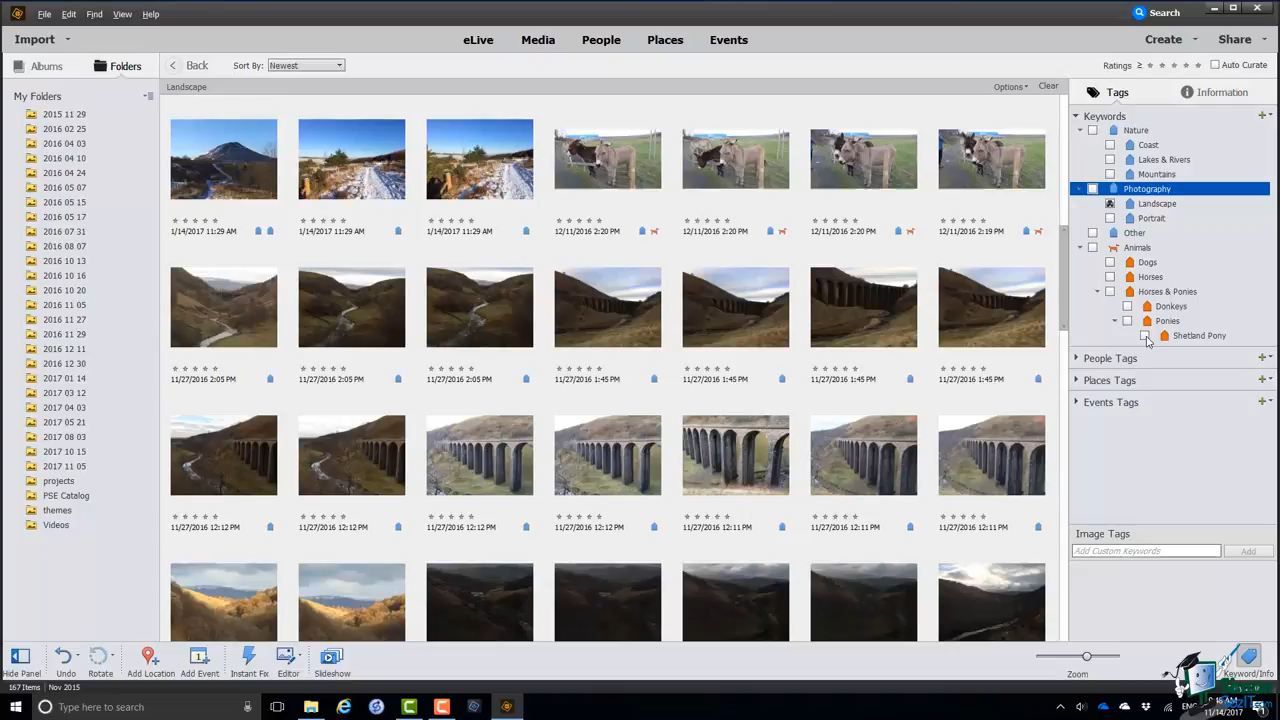 File Edit Find View Help Search
Import eLive Media People Places Events Create Share
Albums Folders Back Sort By: Newest Ratings ≥ Auto Curate
My Folders
2015 11 29
2016 02 25
2016 04 03
2016 04 10
2016 04 24
2016 05 07
2016 05 15
2016 05 17
2016 07 31
2016 08 07
2016 10 13
2016 10 16
2016 10 20
2016 11 05
2016 11 27
2016 11 29
2016 12 11
2016 12 30
2017 01 14
2017 03 12
2017 04 03
2017 05 21
2017 08 03
2017 10 15
2017 11 05
projects
PSE Catalog
themes
Videos
Landscape Options Clear
1/14/2017 11:29 AM 1/14/2017 11:29 AM 1/14/2017 11:29 AM 12/11/2016 2:20 PM 12/11/2016 2:20 PM 12/11/2016 2:20 PM 12/11/2016 2:19 PM
11/27/2016 2:05 PM 11/27/2016 2:05 PM 11/27/2016 2:05 PM 11/27/2016 1:45 PM 11/27/2016 1:45 PM 11/27/2016 1:45 PM 11/27/2016 1:45 PM
11/27/2016 12:12 PM 11/27/2016 12:12 PM 11/27/2016 12:12 PM 11/27/2016 12:12 PM 11/27/2016 12:11 PM 11/27/2016 12:11 PM 11/27/2016 12:11 PM
Tags Information
Keywords
Nature
Coast
Lakes & Rivers
Mountains
Photography
Landscape
Portrait
Other
Animals
Dogs
Horses
Horses & Ponies
Donkeys
Ponies
Shetland Pony
People Tags
Places Tags
Events Tags
Image Tags
Add Custom Keywords Add
Hide Panel Undo Rotate Add Location Add Event Instant Fix Editor Slideshow Zoom Keyword/Info
167 Items Nov 2015
Type here to search ENG
11/14/2017